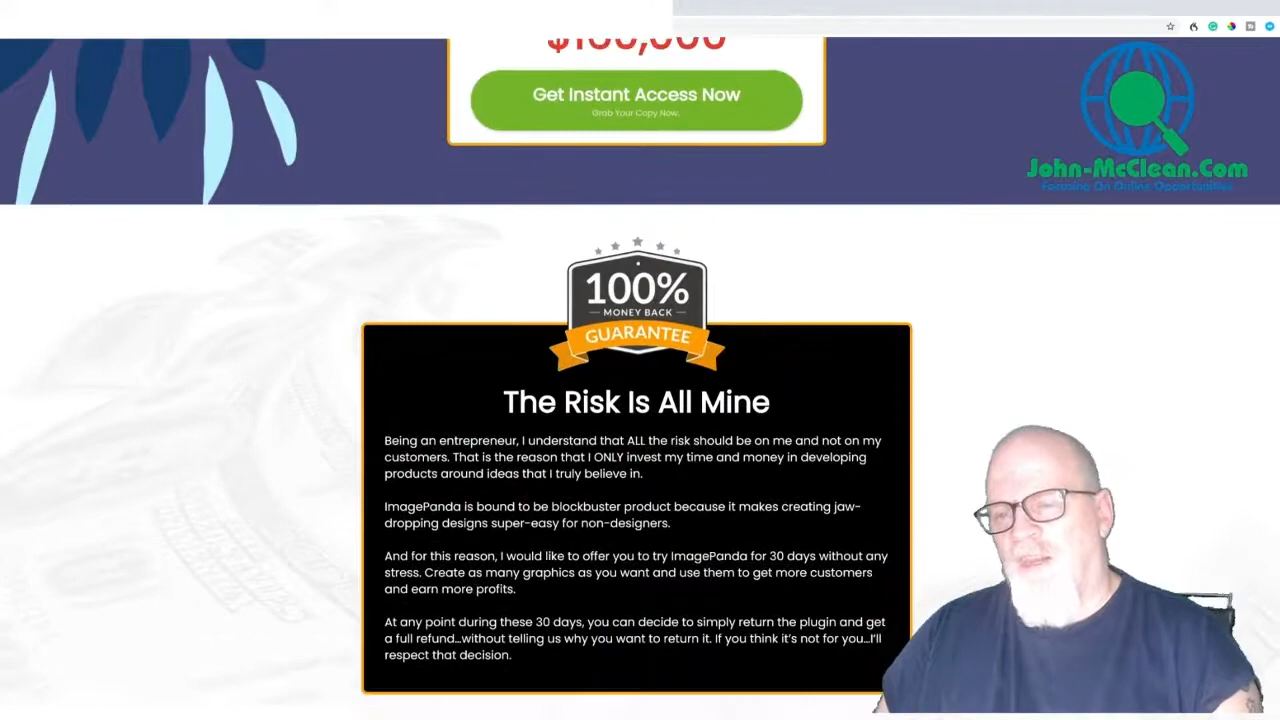 $100,000
Get Instant Access Now
Grab Your Copy Now.
John-McClean.Com
Focusing On Online Opportunities
100%
MONEY BACK
GUARANTEE
The Risk Is All Mine
Being an entrepreneur, I understand that ALL the risk should be on me and not on my
customers. That is the reason that I ONLY invest my time and money in developing
products around ideas that I truly believe in.
ImagePanda is bound to be blockbuster product because it makes creating jaw-
dropping designs super-easy for non-designers.
And for this reason, I would like to offer you to try ImagePanda for 30 days without any
stress. Create as many graphics as you want and use them to get more customers
and earn more profits.
At any point during these 30 days, you can decide to simply return the plugin and get
a full refund...without telling us why you want to return it. If you think it's not for you...I'll
respect that decision.